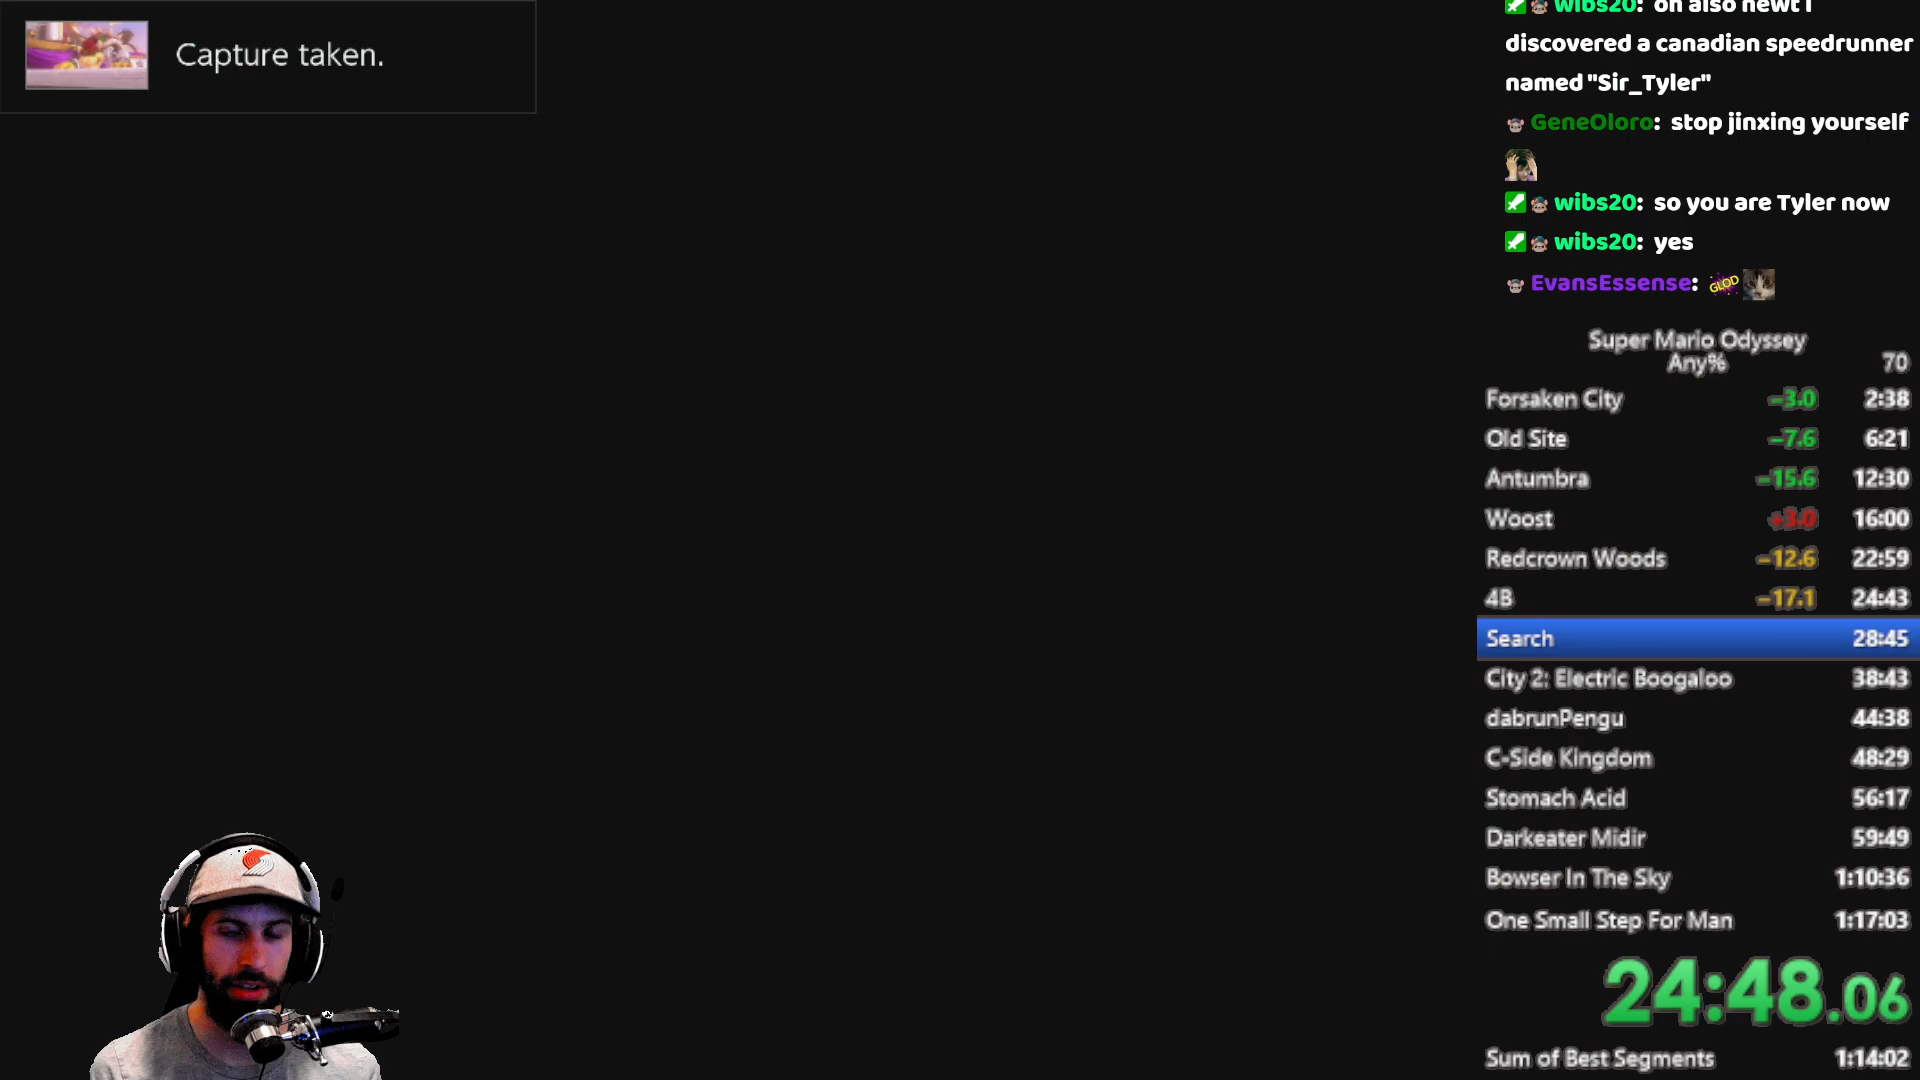 Capture taken.
wibs20: oh also newt I
discovered a canadian speedrunner
named "Sir_Tyler"
GeneOloro: stop jinxing yourself
wibs20: so you are Tyler now
wibs20: yes
EvansEssense: GLOD
Super Mario Odyssey
Any% 70
Forsaken City -3.0 2:38
Old Site -7.6 6:21
Antumbra -15.6 12:30
Woost +3.0 16:00
Redcrown Woods -12.6 22:59
4B -17.1 24:43
Search 28:45
City 2: Electric Boogaloo 38:43
dabrunPengu 44:38
C-Side Kingdom 48:29
Stomach Acid 56:17
Darkeater Midir 59:49
Bowser In The Sky 1:10:36
One Small Step For Man 1:17:03
24:48.06
Sum of Best Segments 1:14:02